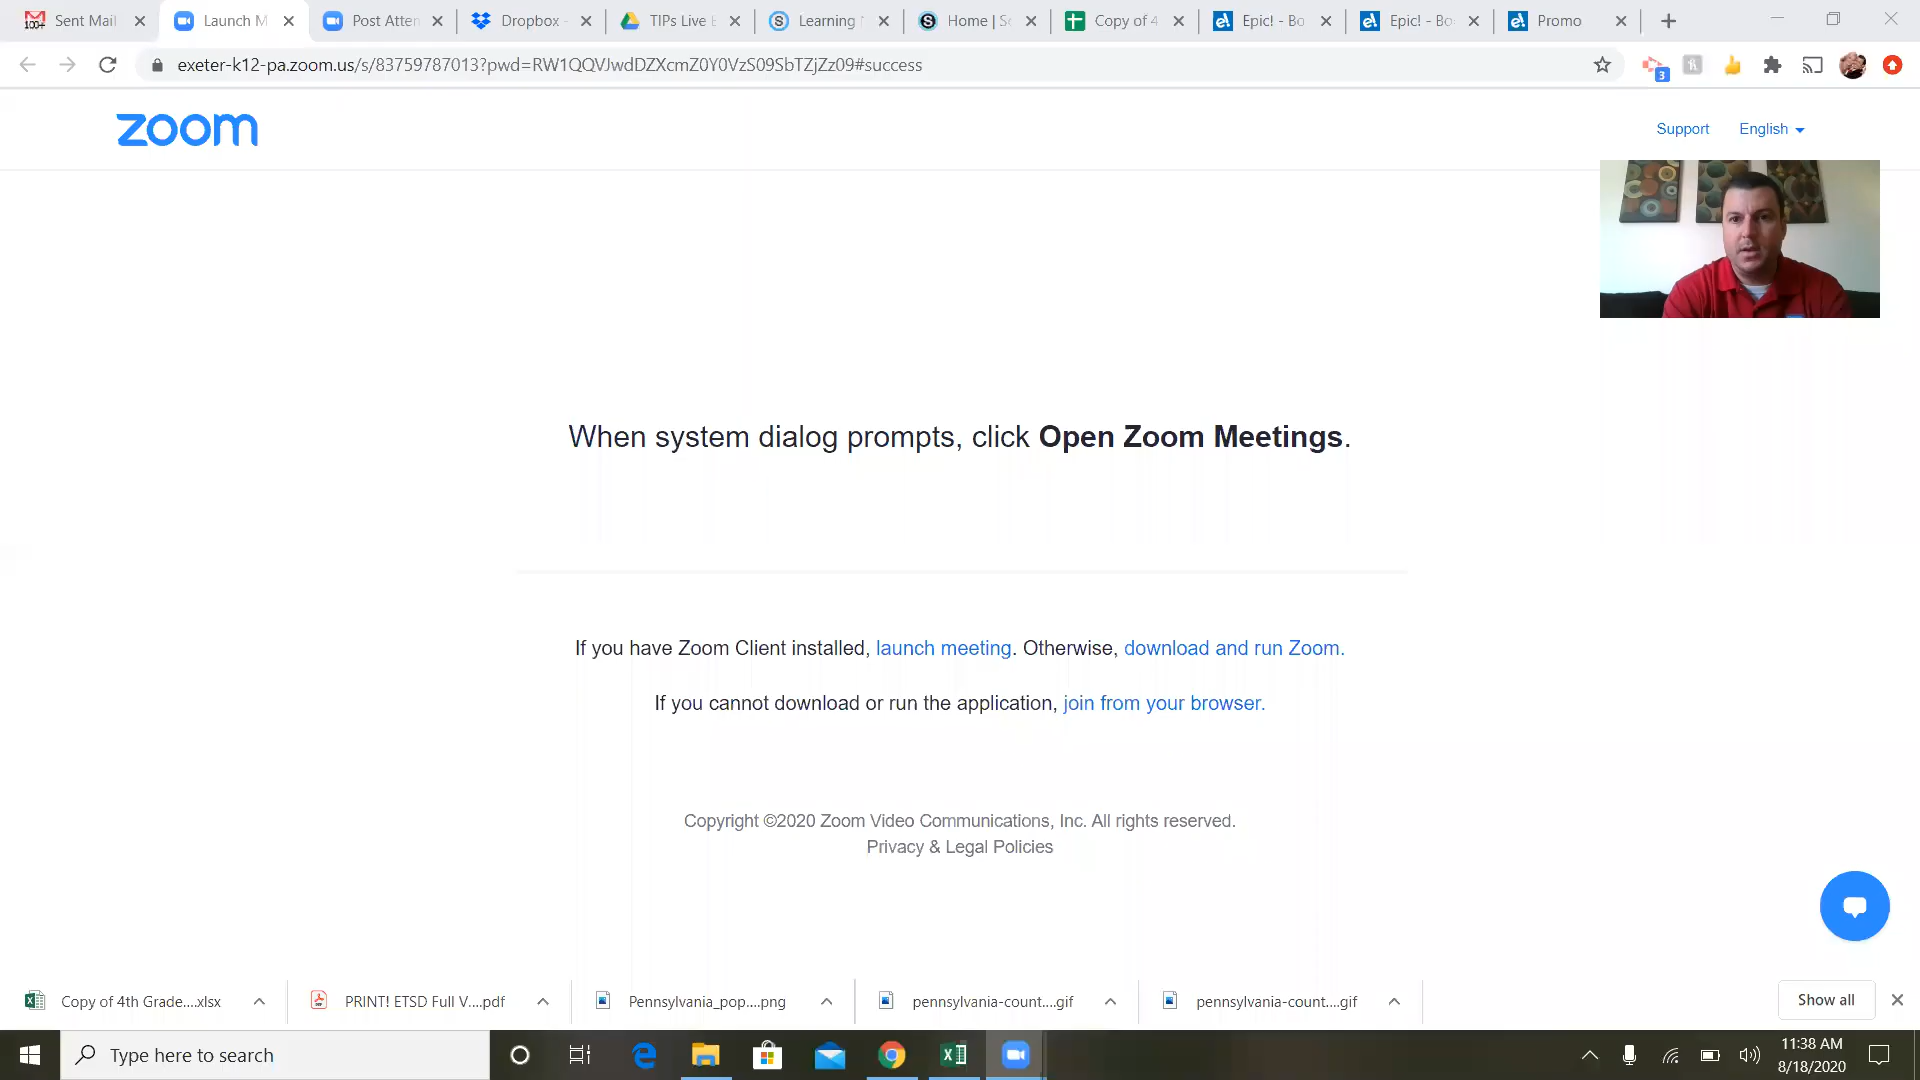 Sent Mail
Launch M
Post Atten
Dropbox -
TIPs Live E
Learning
Home | Sc
Copy of 4
Epic! - Bo
Epic! - Bo
Promo
exeter-k12-pa.zoom.us/s/83759787013?pwd=RW1QQVJwdDZXcmZ0Y0VzS09SbTZjZz09#success
3
zoom
Support
English
When system dialog prompts, click Open Zoom Meetings.
If you have Zoom Client installed, launch meeting. Otherwise, download and run Zoom.
If you cannot download or run the application, join from your browser.
Copyright ©2020 Zoom Video Communications, Inc. All rights reserved.
Privacy & Legal Policies
Copy of 4th Grade....xlsx
PRINT! ETSD Full V....pdf
Pennsylvania_pop....png
pennsylvania-count....gif
pennsylvania-count....gif
Show all
Type here to search
11:38 AM
8/18/2020